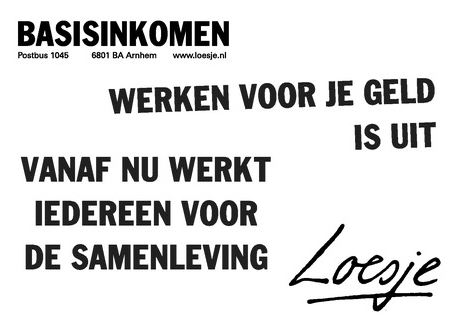 BASISINKOMEN
Postbus 1045 6801 BA Arnhem www.loesje.nl
WERKEN VOOR JE GELD
IS UIT
VANAF NU WERKT
IEDEREEN VOOR
DE SAMENLEVING
Loesje